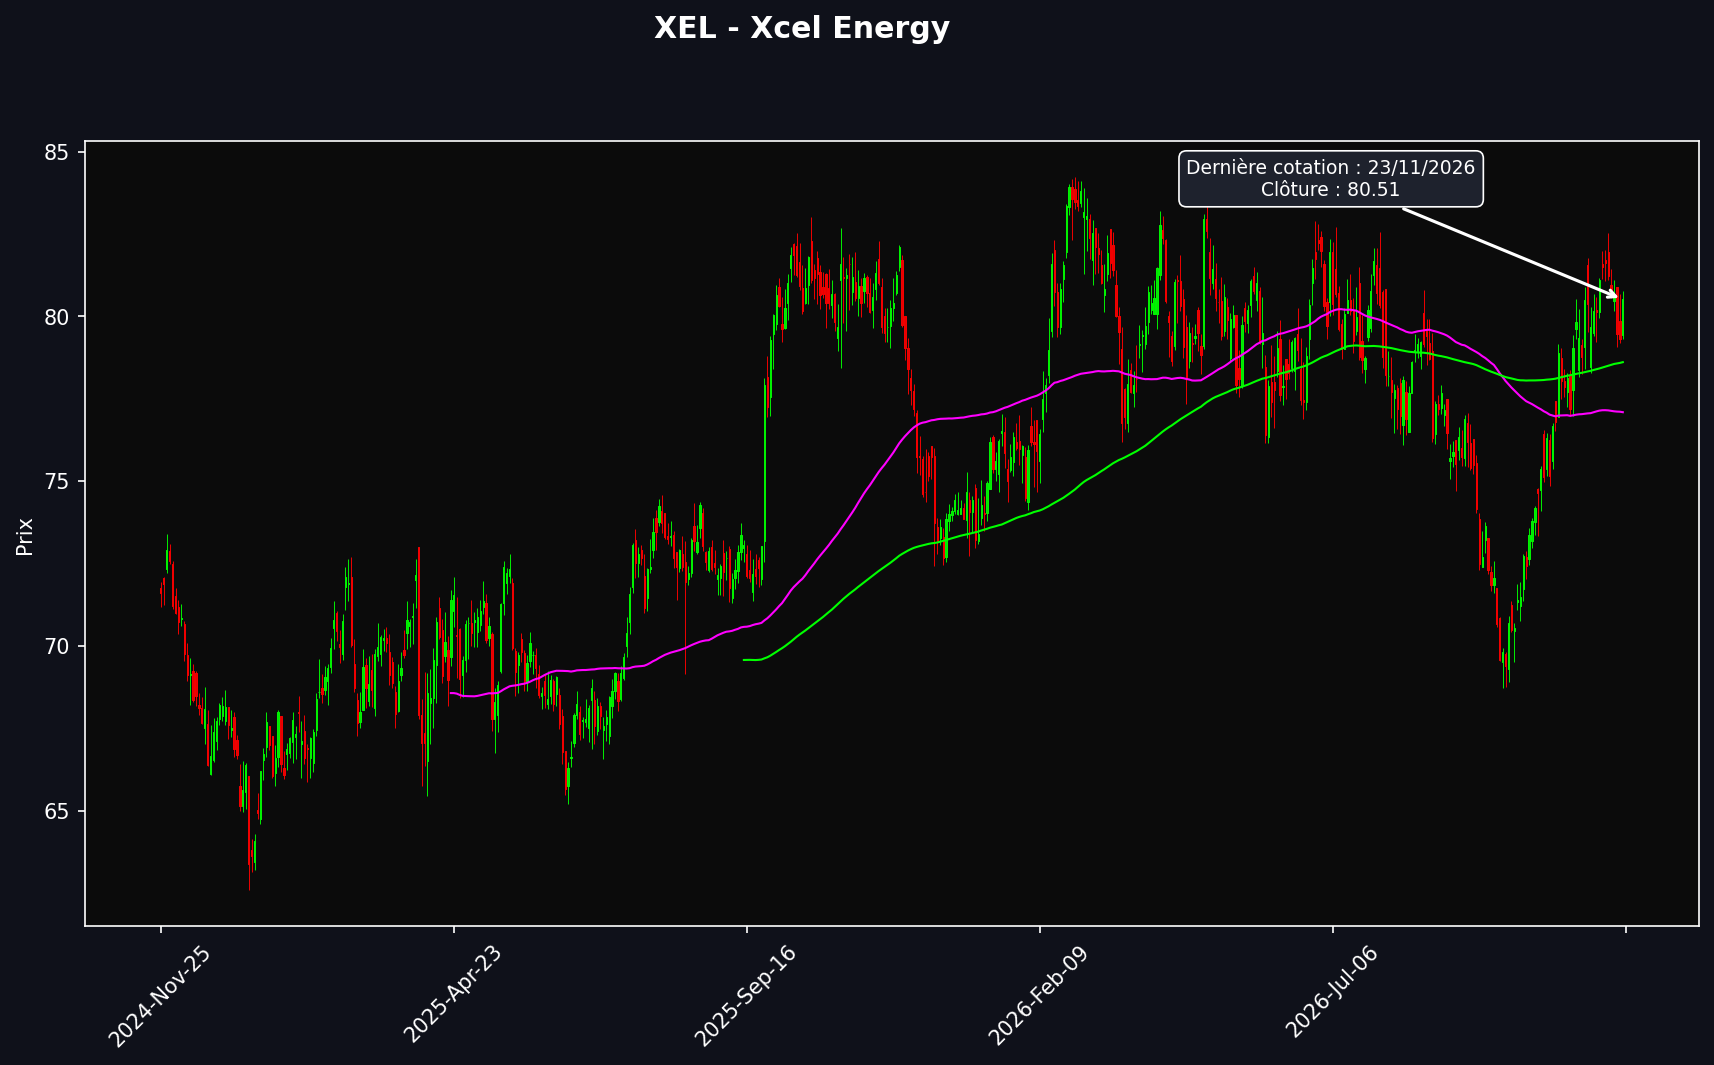 XEL - Xcel Energy
Dernière cotation : 23/11/2026
Clôture : 80.51
Prix
85
80
75
70
65
2024-Nov-25
2025-Apr-23
2025-Sep-16
2026-Feb-09
2026-Jul-06